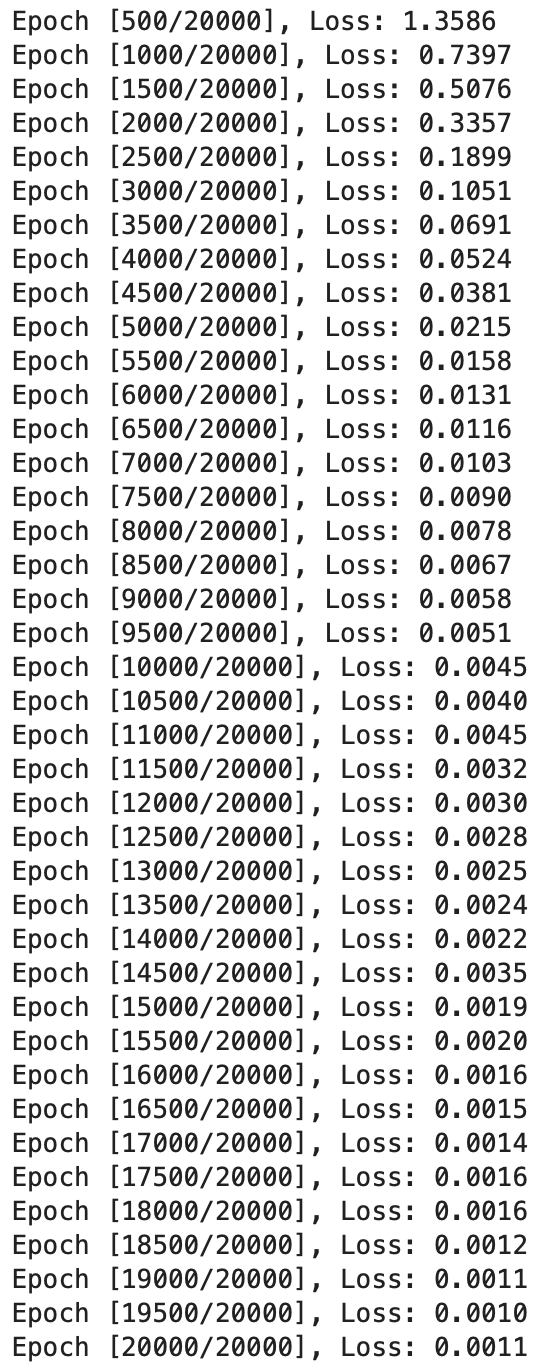 Epoch [500/20000], Loss: 1.3586
Epoch [1000/20000], Loss: 0.7397
Epoch [1500/20000], Loss: 0.5076
Epoch [2000/20000], Loss: 0.3357
Epoch [2500/20000], Loss: 0.1899
Epoch [3000/20000], Loss: 0.1051
Epoch [3500/20000], Loss: 0.0691
Epoch [4000/20000], Loss: 0.0524
Epoch [4500/20000], Loss: 0.0381
Epoch [5000/20000], Loss: 0.0215
Epoch [5500/20000], Loss: 0.0158
Epoch [6000/20000], Loss: 0.0131
Epoch [6500/20000], Loss: 0.0116
Epoch [7000/20000], Loss: 0.0103
Epoch [7500/20000], Loss: 0.0090
Epoch [8000/20000], Loss: 0.0078
Epoch [8500/20000], Loss: 0.0067
Epoch [9000/20000], Loss: 0.0058
Epoch [9500/20000], Loss: 0.0051
Epoch [10000/20000], Loss: 0.0045
Epoch [10500/20000], Loss: 0.0040
Epoch [11000/20000], Loss: 0.0045
Epoch [11500/20000], Loss: 0.0032
Epoch [12000/20000], Loss: 0.0030
Epoch [12500/20000], Loss: 0.0028
Epoch [13000/20000], Loss: 0.0025
Epoch [13500/20000], Loss: 0.0024
Epoch [14000/20000], Loss: 0.0022
Epoch [14500/20000], Loss: 0.0035
Epoch [15000/20000], Loss: 0.0019
Epoch [15500/20000], Loss: 0.0020
Epoch [16000/20000], Loss: 0.0016
Epoch [16500/20000], Loss: 0.0015
Epoch [17000/20000], Loss: 0.0014
Epoch [17500/20000], Loss: 0.0016
Epoch [18000/20000], Loss: 0.0016
Epoch [18500/20000], Loss: 0.0012
Epoch [19000/20000], Loss: 0.0011
Epoch [19500/20000], Loss: 0.0010
Epoch [20000/20000], Loss: 0.0011